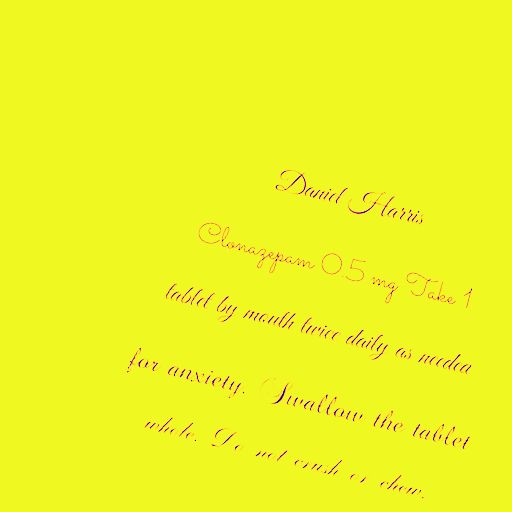 Daniel Harris
Clonazepam 0.5 mg Take 1
tablet by mouth twice daily as needed
for anxiety. Swallow the tablet
whole. Do not crush or chew.